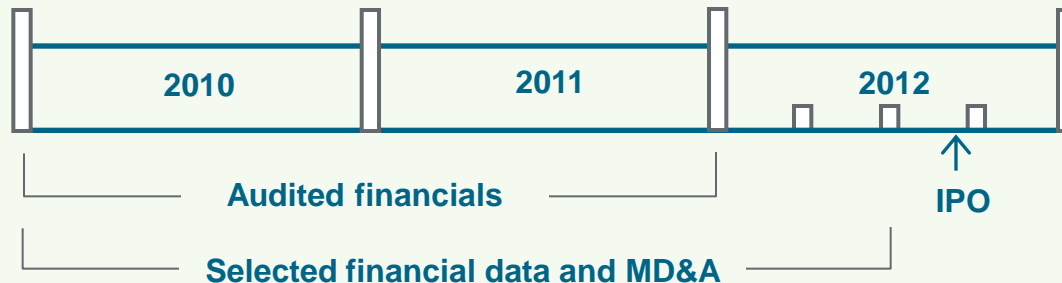 2010
2011
2012
Audited financials
IPO
Selected financial data and MD&A